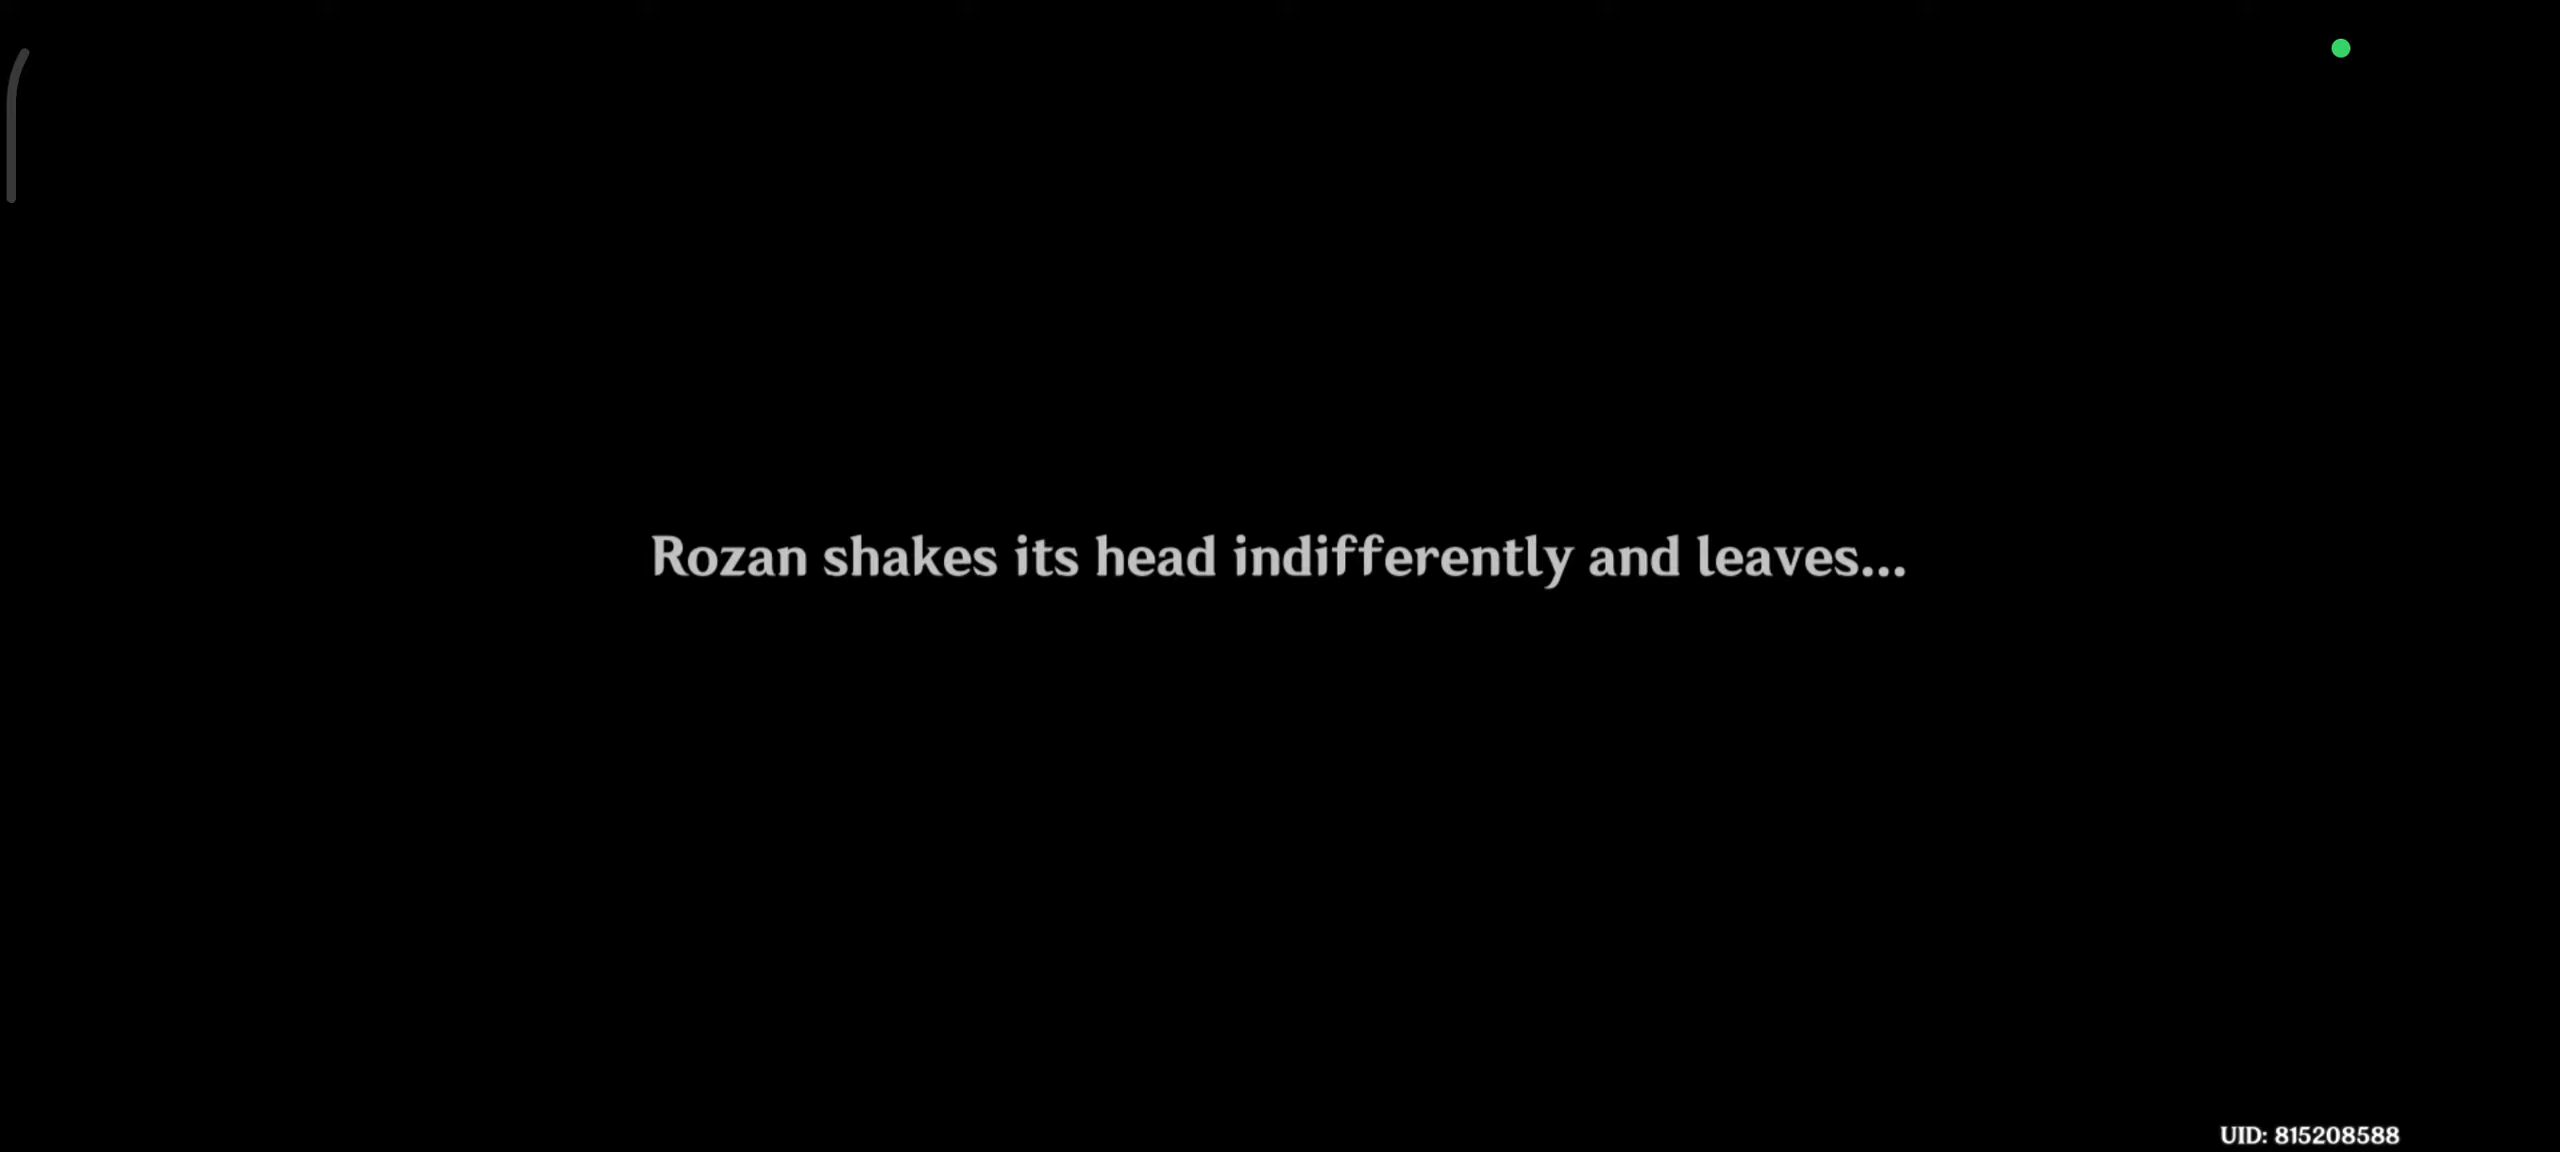 Rozan shakes its head indifferently and leaves...
UID: 815208588